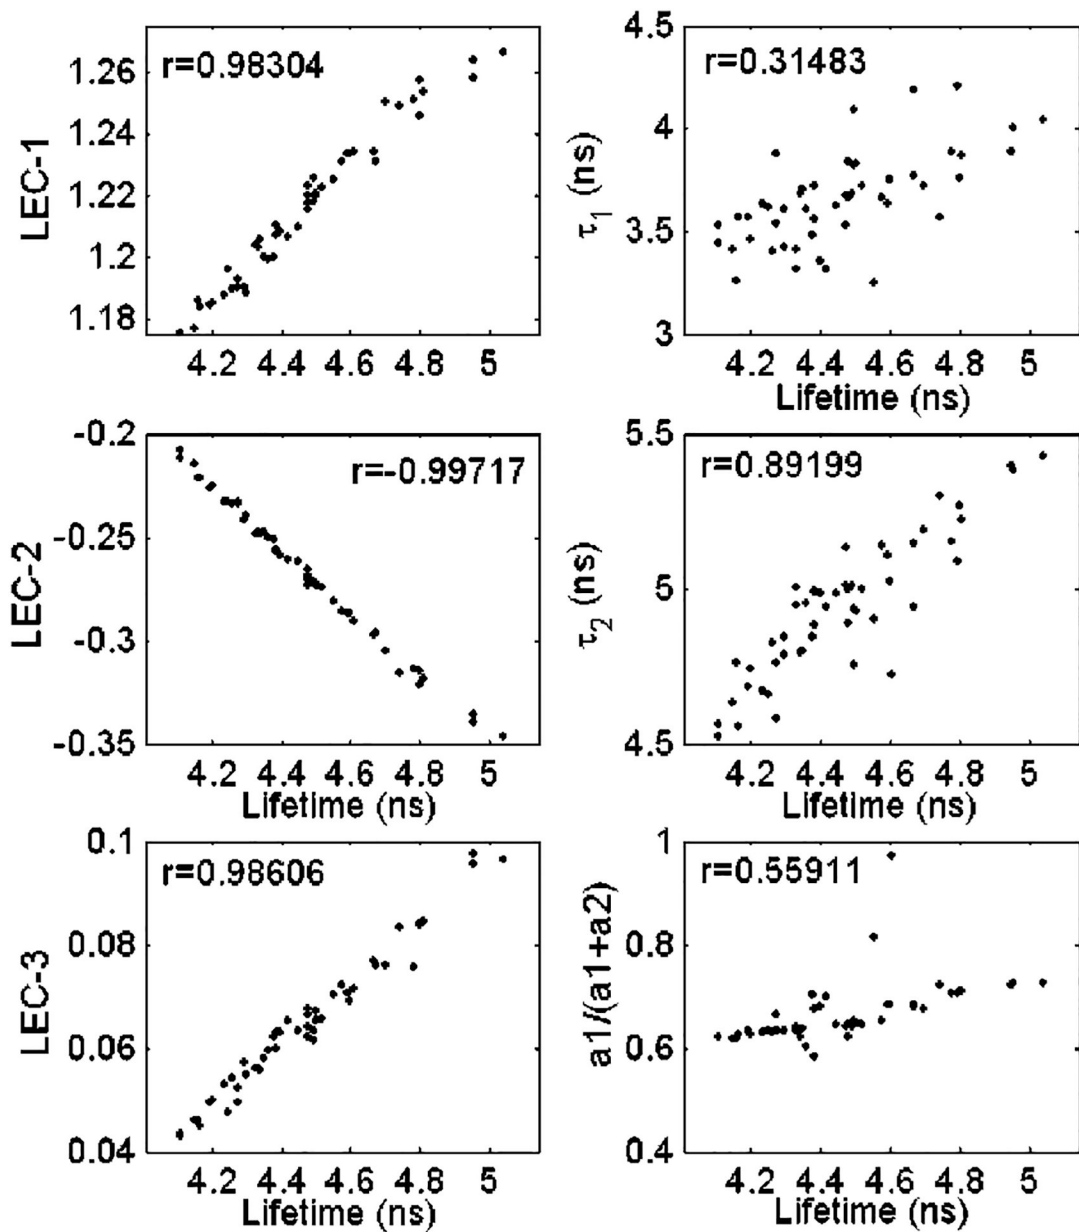 LEC-1
1.26
1.24
1.22
1.2
1.18
r=0.98304
4.2 4.4 4.6 4.8 5
τ1 (ns)
4.5
4
3.5
3
r=0.31483
4.2 4.4 4.6 4.8 5
Lifetime (ns)
LEC-2
-0.2
-0.25
-0.3
-0.35
r=-0.99717
4.2 4.4 4.6 4.8 5
Lifetime (ns)
τ2 (ns)
5.5
5
4.5
r=0.89199
4.2 4.4 4.6 4.8 5
Lifetime (ns)
LEC-3
0.1
0.08
0.06
0.04
r=0.98606
4.2 4.4 4.6 4.8 5
Lifetime (ns)
a1/(a1+a2)
1
0.8
0.6
0.4
r=0.55911
4.2 4.4 4.6 4.8 5
Lifetime (ns)